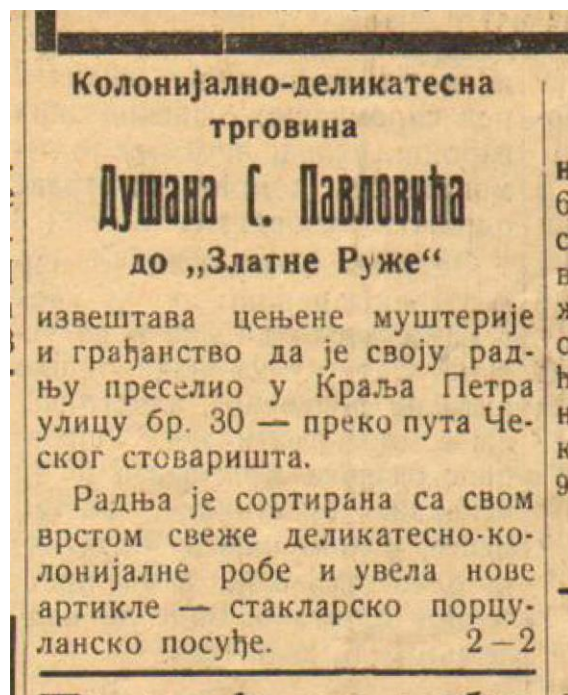 Колонијално-деликатесна
трговина
Душана С. Павловића
до „Златне Руже“
извештава цењене муштерије
и грађанство да је своју рад-
њу преселио у Краља Петра
улицу бр. 30 — преко пута Че-
ског стоваришта.
Радња је сортирана са свом
врстом свеже деликатесно-ко-
лонијалне робе и увела нове
артикле — стакларско порцу-
ланско посуђе. 2—2